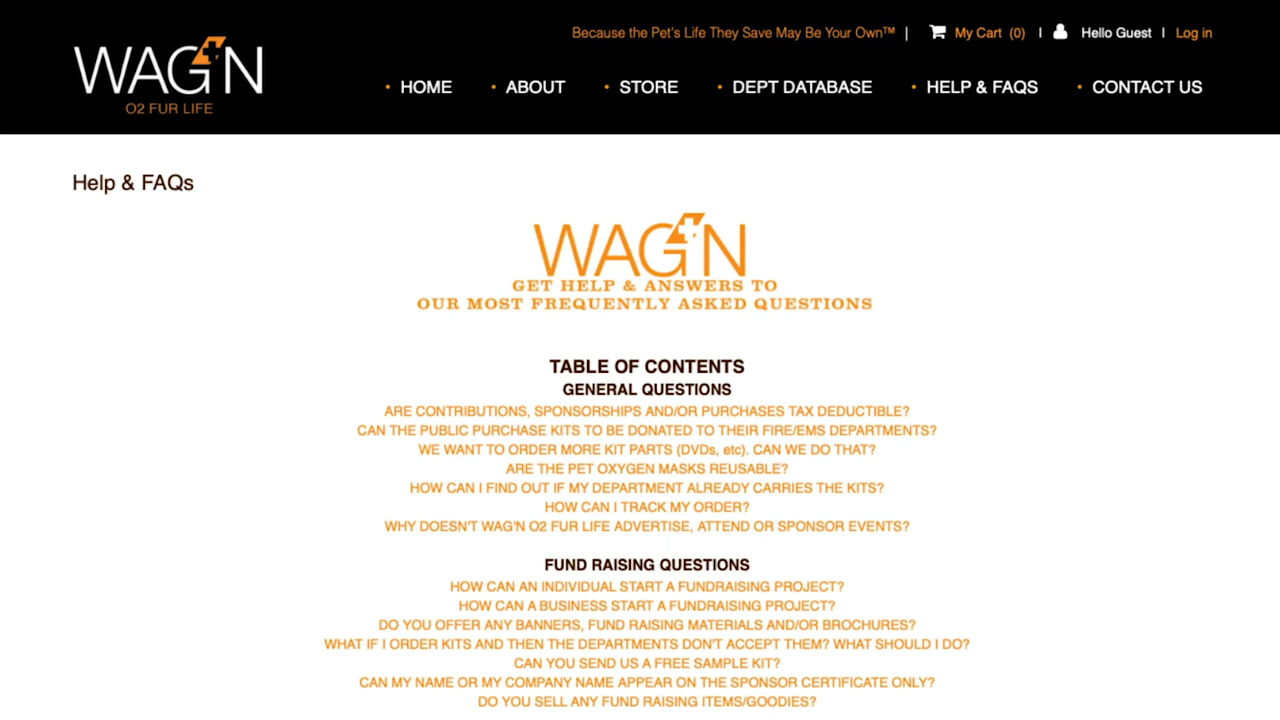 Because the Pet's Life They Save May Be Your Own™ | My Cart (0) | Hello Guest | Log in
WAG'N
O2 FUR LIFE
• HOME • ABOUT • STORE • DEPT DATABASE • HELP & FAQS • CONTACT US
Help & FAQs
WAG'N
GET HELP & ANSWERS TO
OUR MOST FREQUENTLY ASKED QUESTIONS
TABLE OF CONTENTS
GENERAL QUESTIONS
ARE CONTRIBUTIONS, SPONSORSHIPS AND/OR PURCHASES TAX DEDUCTIBLE?
CAN THE PUBLIC PURCHASE KITS TO BE DONATED TO THEIR FIRE/EMS DEPARTMENTS?
WE WANT TO ORDER MORE KIT PARTS (DVDs, etc). CAN WE DO THAT?
ARE THE PET OXYGEN MASKS REUSABLE?
HOW CAN I FIND OUT IF MY DEPARTMENT ALREADY CARRIES THE KITS?
HOW CAN I TRACK MY ORDER?
WHY DOESN'T WAG'N O2 FUR LIFE ADVERTISE, ATTEND OR SPONSOR EVENTS?
FUND RAISING QUESTIONS
HOW CAN AN INDIVIDUAL START A FUNDRAISING PROJECT?
HOW CAN A BUSINESS START A FUNDRAISING PROJECT?
DO YOU OFFER ANY BANNERS, FUND RAISING MATERIALS AND/OR BROCHURES?
WHAT IF I ORDER KITS AND THEN THE DEPARTMENTS DON'T ACCEPT THEM? WHAT SHOULD I DO?
CAN YOU SEND US A FREE SAMPLE KIT?
CAN MY NAME OR MY COMPANY NAME APPEAR ON THE SPONSOR CERTIFICATE ONLY?
DO YOU SELL ANY FUND RAISING ITEMS/GOODIES?